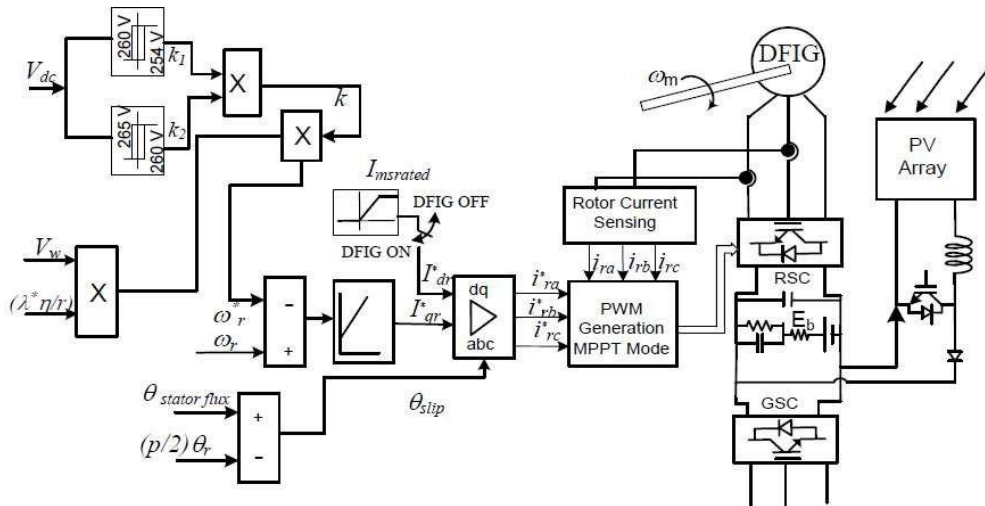 DFIG
260 V
254 V
k1
Vdc
X
ωm
k
265 V
260 V
k2
X
PV
Array
Imsrated
DFIG OFF
Rotor Current
Sensing
DFIG ON
Vw
ira irb irc
RSC
I*dr
(λ* η/r)
X
dq
i*ra
ω*r
-
I*qr
i*rb
PWM
Generation
MPPT Mode
Eb
ωr
+
abc
i*rc
θstator flux
+
θslip
GSC
(p/2) θr
-